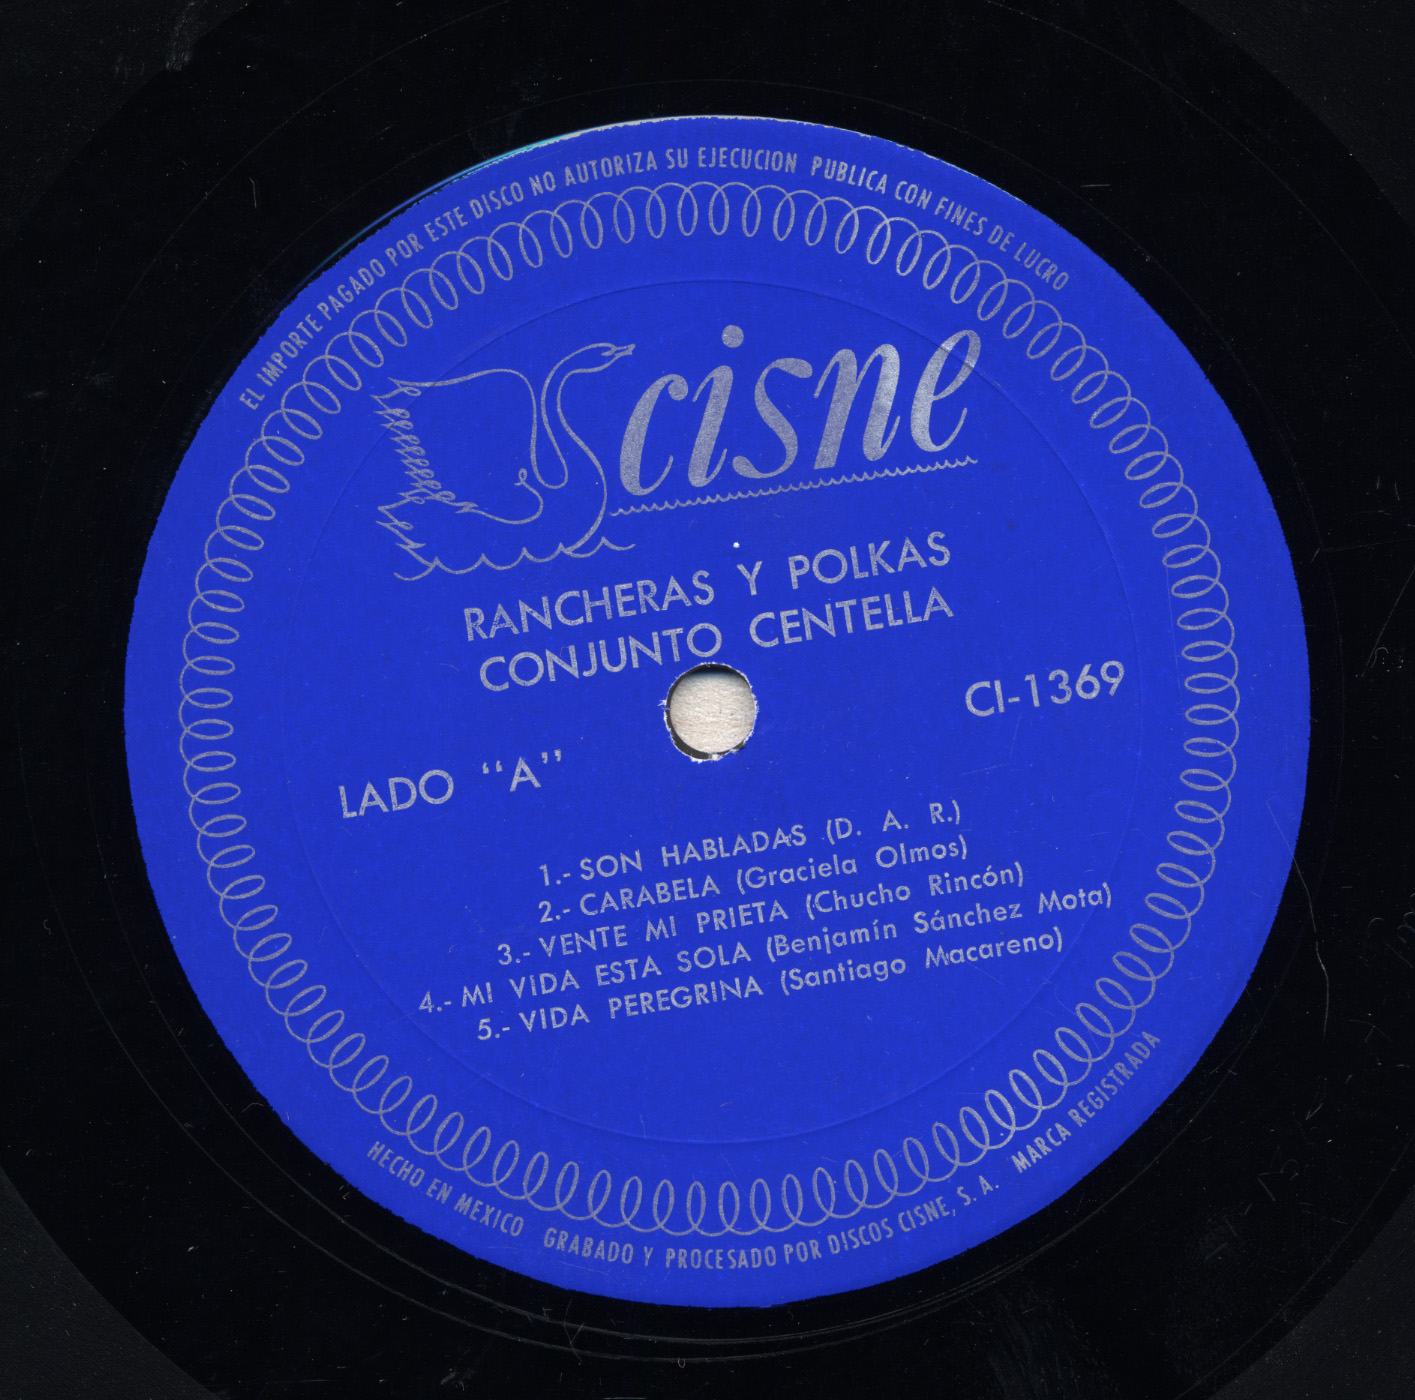 EL IMPORTE PAGADO POR ESTE DISCO NO AUTORIZA SU EJECUCION PUBLICA CON FINES DE LUCRO
cisne
RANCHERAS Y POLKAS
CONJUNTO CENTELLA
CI-1369
LADO "A"
1.- SON HABLADAS (D. A. R.)
2.- CARABELA (Graciela Olmos)
3.- VENTE MI PRIETA (Chucho Rincón)
4.- MI VIDA ESTA SOLA (Benjamín Sánchez Mota)
5.- VIDA PEREGRINA (Santiago Macareno)
HECHO EN MEXICO GRABADO Y PROCESADO POR DISCOS CISNE, S. A. MARCA REGISTRADA